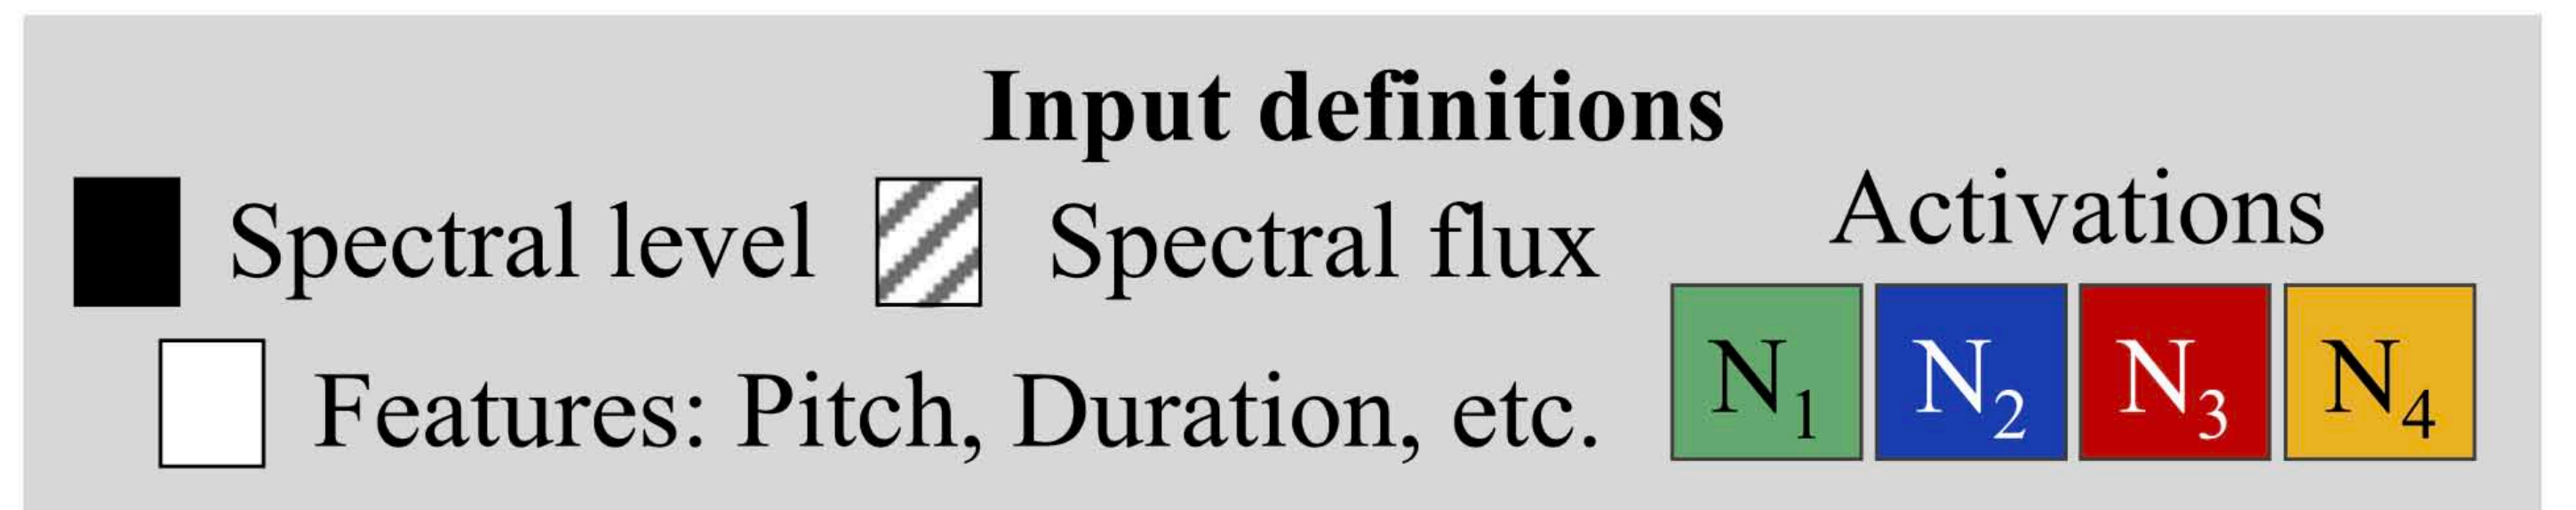 Input definitions
Spectral level Spectral flux
Features: Pitch, Duration, etc.
Activations
N₁ N₂ N₃ N₄